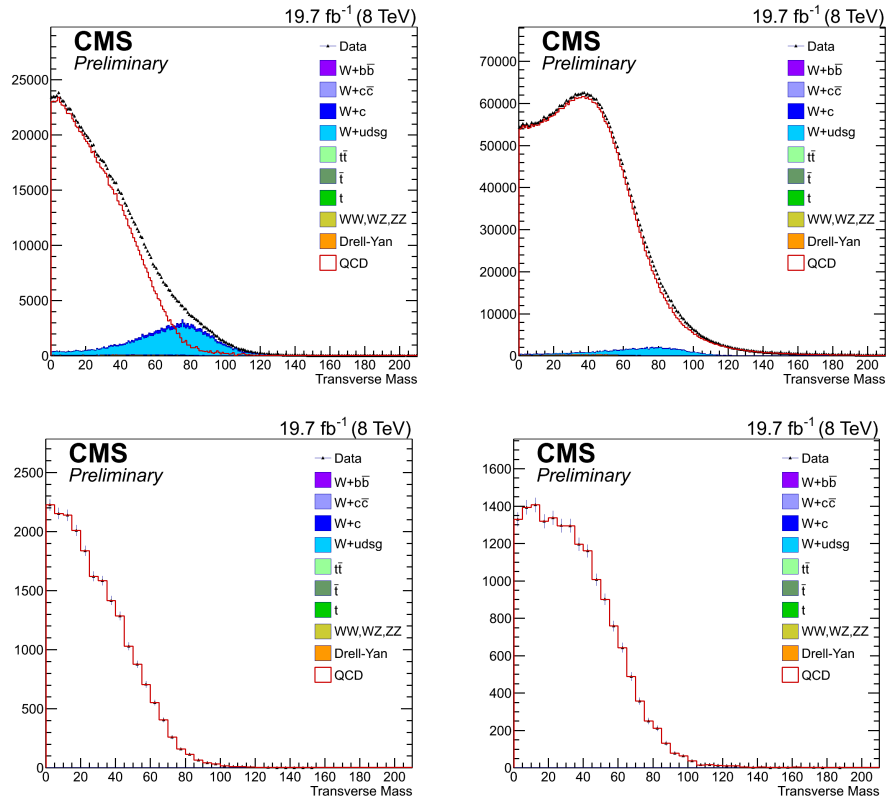 19.7 fb⁻¹ (8 TeV)
CMS
Preliminary
Data
W+bb̅
W+cc̅
W+c
W+udsg
tt̅
t̅
t
WW,WZ,ZZ
Drell-Yan
QCD
25000
20000
15000
10000
5000
0
0 20 40 60 80 100 120 140 160 180 200
Transverse Mass
19.7 fb⁻¹ (8 TeV)
CMS
Preliminary
Data
W+bb̅
W+cc̅
W+c
W+udsg
tt̅
t̅
t
WW,WZ,ZZ
Drell-Yan
QCD
70000
60000
50000
40000
30000
20000
10000
0
0 20 40 60 80 100 120 140 160 180 200
Transverse Mass
19.7 fb⁻¹ (8 TeV)
CMS
Preliminary
Data
W+bb̅
W+cc̅
W+c
W+udsg
tt̅
t̅
t
WW,WZ,ZZ
Drell-Yan
QCD
2500
2000
1500
1000
500
0
0 20 40 60 80 100 120 140 160 180 200
Transverse Mass
19.7 fb⁻¹ (8 TeV)
CMS
Preliminary
Data
W+bb̅
W+cc̅
W+c
W+udsg
tt̅
t̅
t
WW,WZ,ZZ
Drell-Yan
QCD
1600
1400
1200
1000
800
600
400
200
0
0 20 40 60 80 100 120 140 160 180 200
Transverse Mass